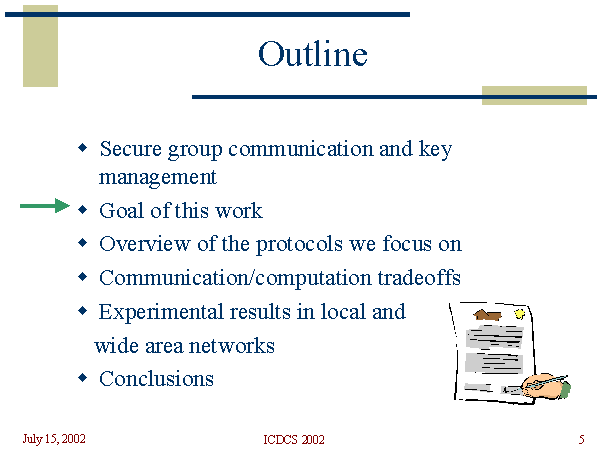 Outline
Secure group communication and key
management
Goal of this work
Overview of the protocols we focus on
Communication/computation tradeoffs
Experimental results in local and
wide area networks
Conclusions
July 15, 2002
ICDCS 2002
5